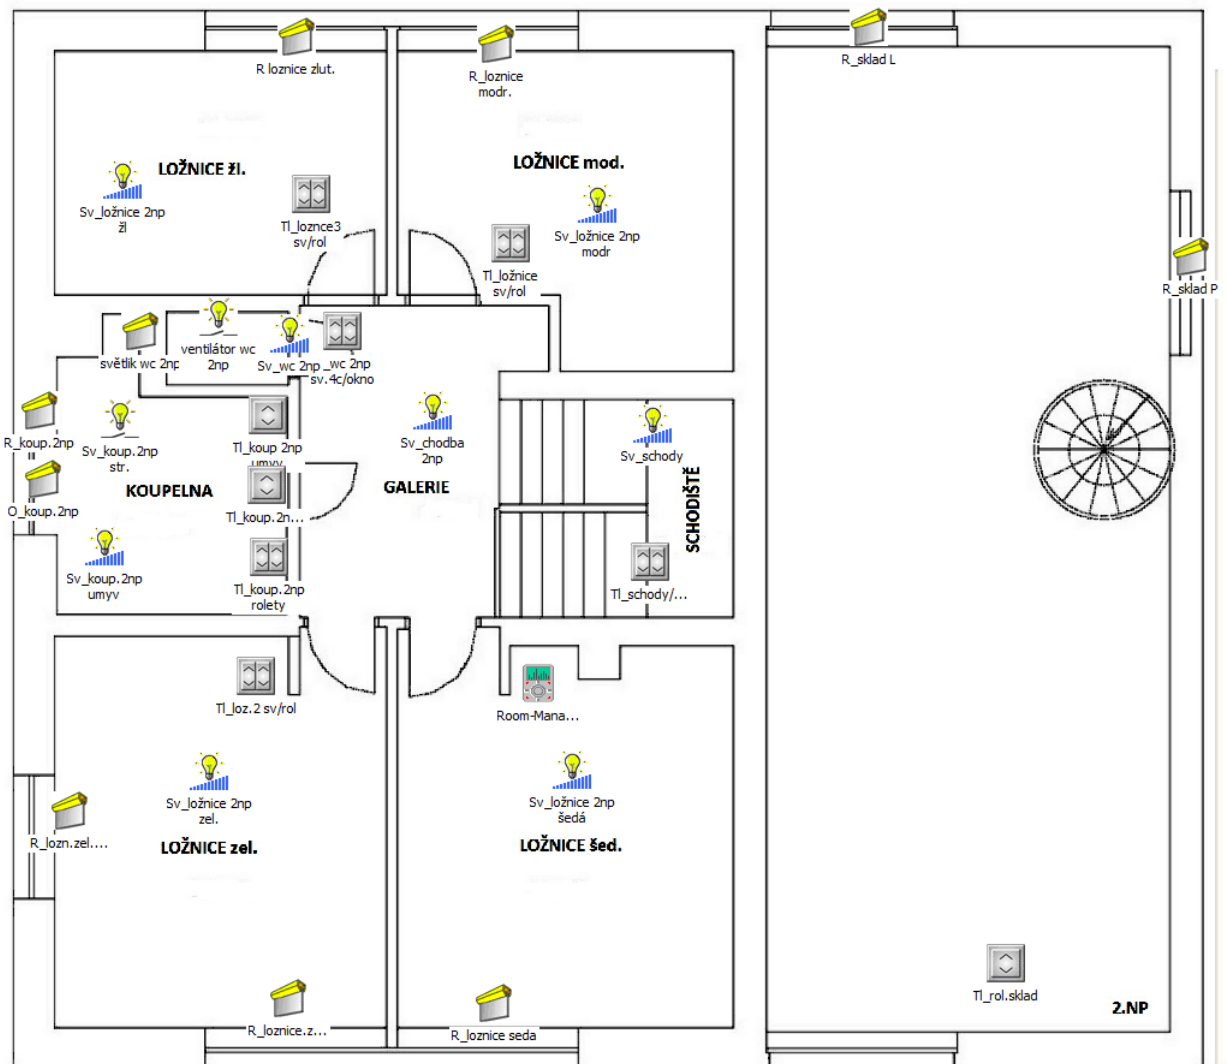 R loznice zlut.
R_loznice
modr.
R_sklad L
LOŽNICE žl.
LOŽNICE mod.
Sv_ložnice 2np
žl
Tl_loznce3
sv/rol
Sv_ložnice 2np
modr
Tl_ložnice
sv/rol
R_sklad P
světlik wc 2np
ventilátor wc
2np
Sv_wc 2np
_wc 2np
sv.4c/okno
R_koup.2np
Sv_koup.2np
str.
Tl_koup 2np
umyv
Sv_chodba
2np
Sv_schody
KOUPELNA
GALERIE
SCHODIŠTĚ
O_koup.2np
Tl_koup.2n...
Sv_koup.2np
umyv
Tl_koup.2np
rolety
Tl_schody/...
Tl_loz.2 sv/rol
Room-Mana...
Sv_ložnice 2np
zel.
Sv_ložnice 2np
šedá
R_lozn.zel....
LOŽNICE zel.
LOŽNICE šed.
Tl_rol.sklad
2.NP
R_loznice.z...
R_loznice seda